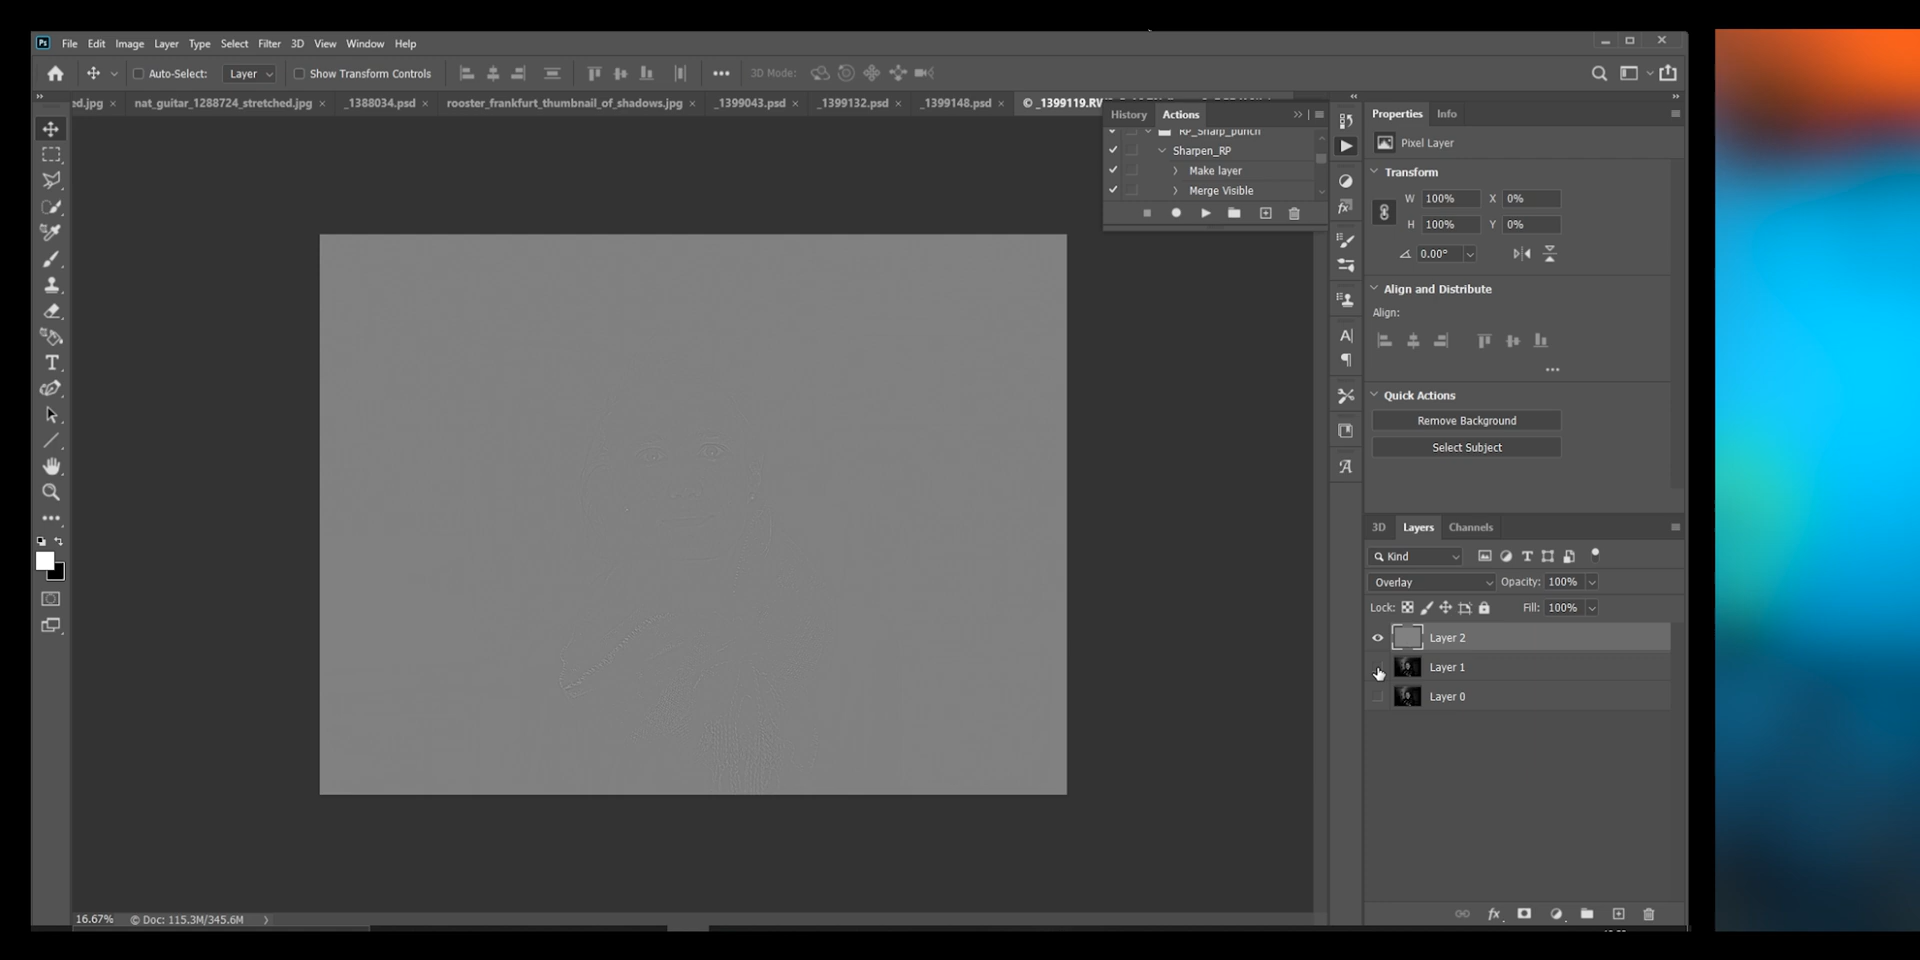 Ps File Edit Image Layer Type Select Filter 3D View Window Help
Auto-Select: Layer Show Transform Controls ••• 3D Mode:
ed.jpg × nat_guitar_1288724_stretched.jpg × _1388034.psd × rooster_frankfurt_thumbnail_of_shadows.jpg × _1399043.psd × _1399132.psd × _1399148.psd × © _1399119.RW
History Actions
RP_Sharp_punch
Sharpen_RP
Make layer
Merge Visible
Properties Info
Pixel Layer
Transform
W 100% X 0%
H 100% Y 0%
0.00°
Align and Distribute
Align:
•••
Quick Actions
Remove Background
Select Subject
3D Layers Channels
Kind
Overlay Opacity: 100%
Lock: Fill: 100%
Layer 2
Layer 1
Layer 0
fx
16.67% © Doc: 115.3M/345.6M